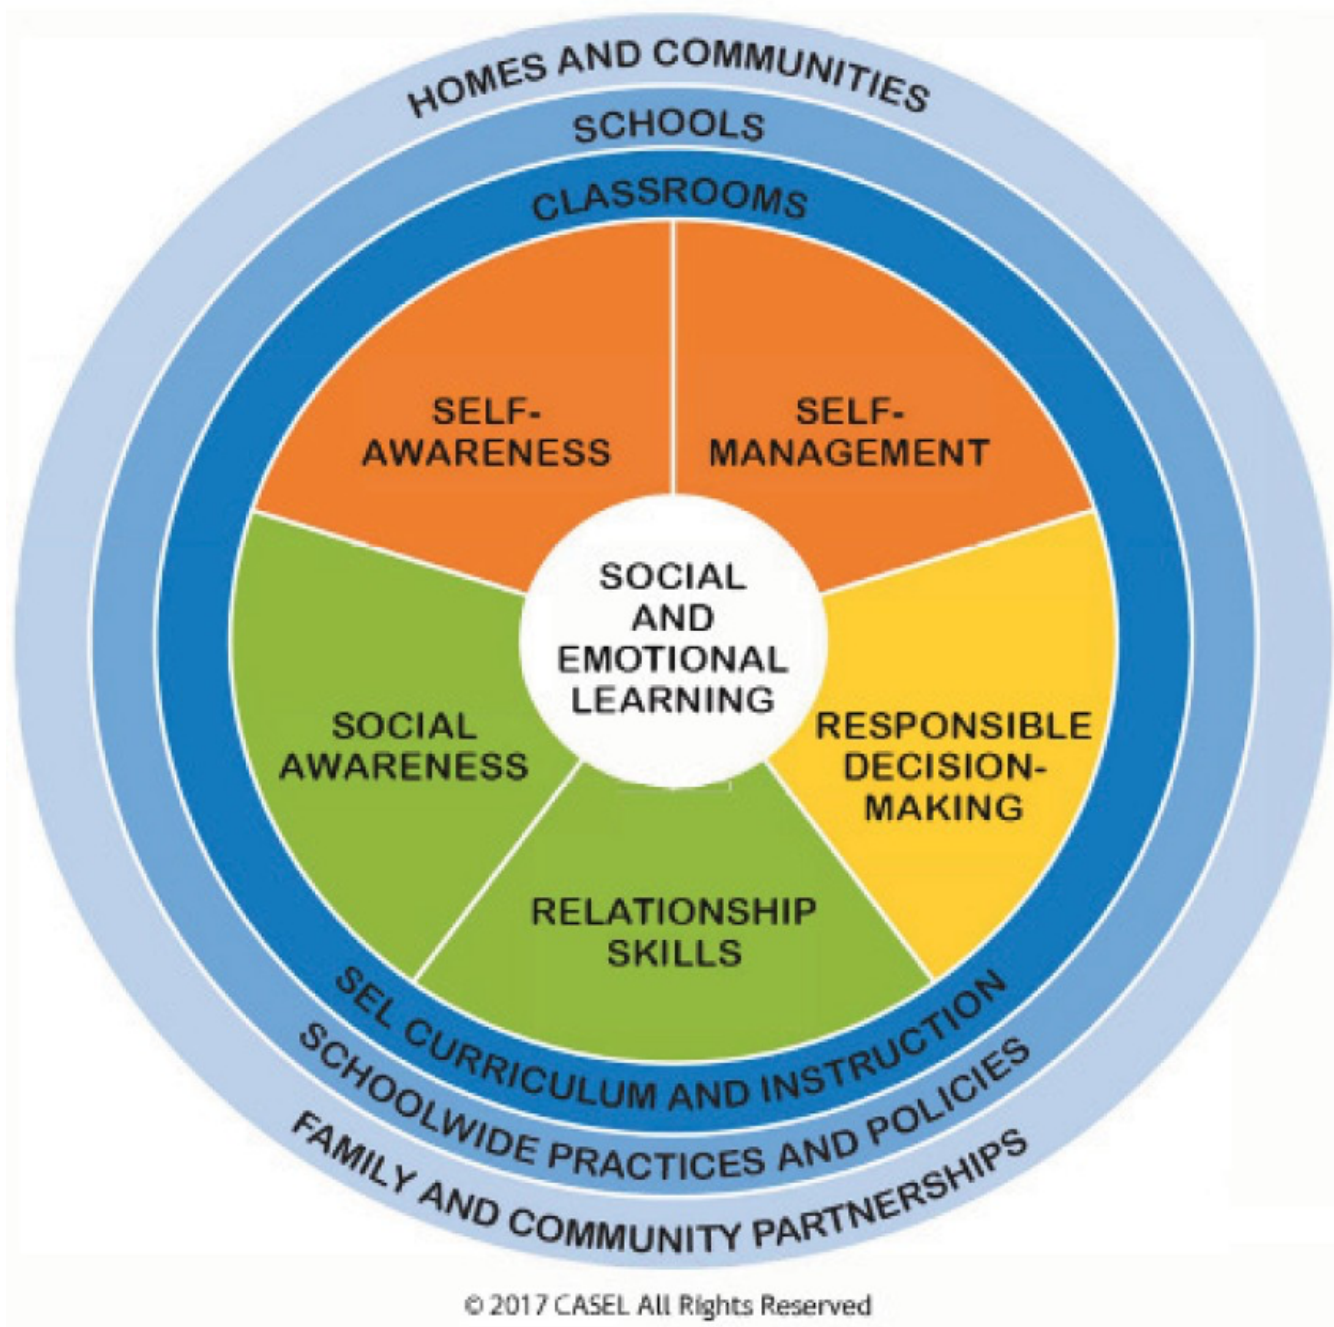 HOMES AND COMMUNITIES
SCHOOLS
CLASSROOMS
SELF-
AWARENESS
SELF-
MANAGEMENT
SOCIAL
AND
EMOTIONAL
LEARNING
SOCIAL
AWARENESS
RESPONSIBLE
DECISION-
MAKING
RELATIONSHIP
SKILLS
SEL CURRICULUM AND INSTRUCTION
SCHOOLWIDE PRACTICES AND POLICIES
FAMILY AND COMMUNITY PARTNERSHIPS
© 2017 CASEL All Rights Reserved